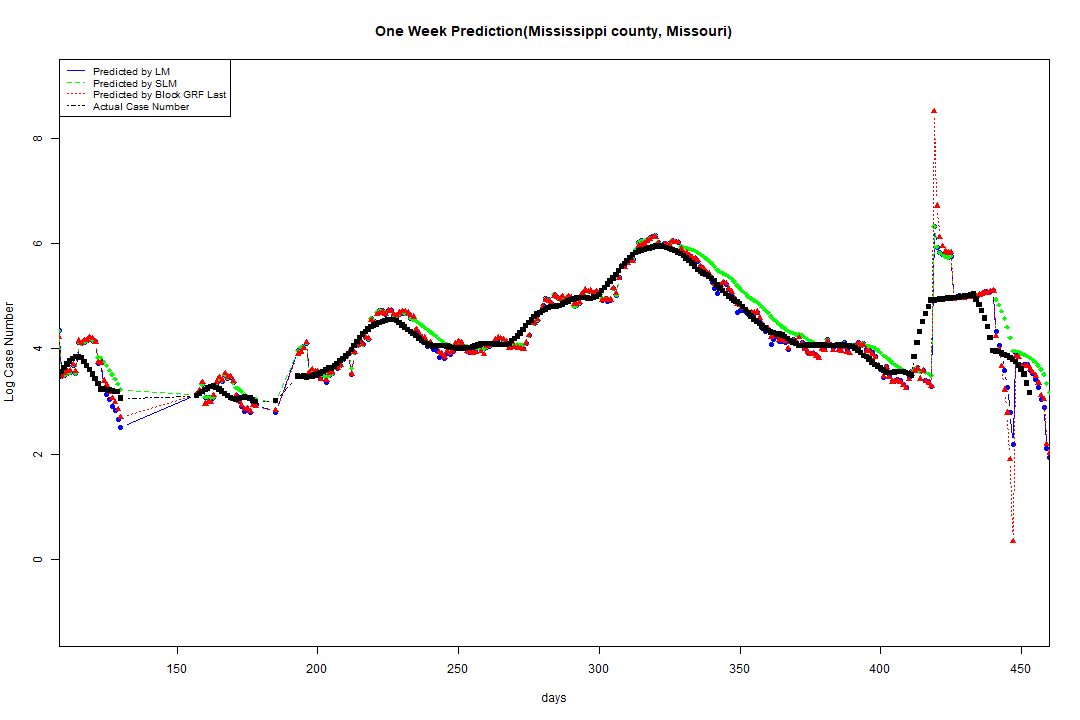 One Week Prediction(Mississippi county, Missouri)
Predicted by LM
Predicted by SLM
Predicted by Block GRF Last
Actual Case Number
8
6
4
2
0
Log Case Number
150 200 250 300 350 400 450
days